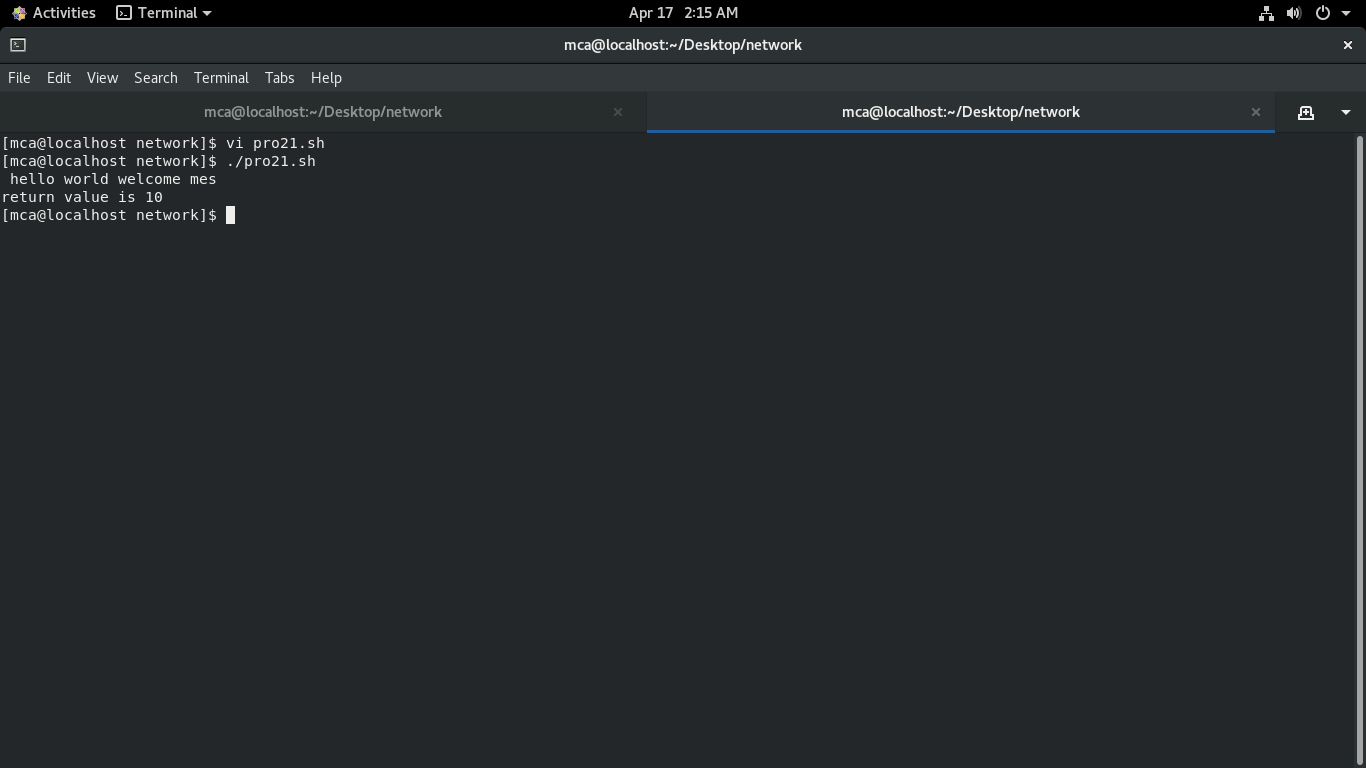 Activities Terminal Apr 17 2:15 AM
mca@localhost:~/Desktop/network
File Edit View Search Terminal Tabs Help
mca@localhost:~/Desktop/network mca@localhost:~/Desktop/network
[mca@localhost network]$ vi pro21.sh
[mca@localhost network]$ ./pro21.sh
 hello world welcome mes
return value is 10
[mca@localhost network]$